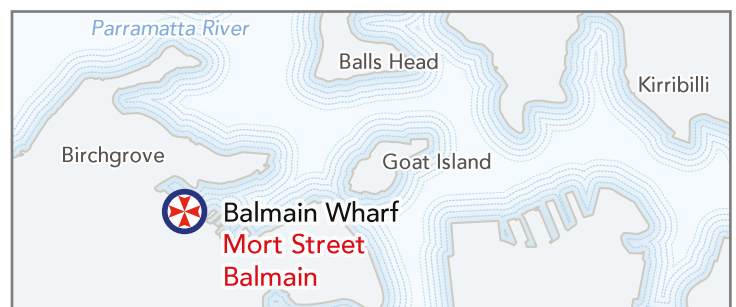 Parramatta River
Balls Head
Kirribilli
Birchgrove
Goat Island
Balmain Wharf
Mort Street
Balmain